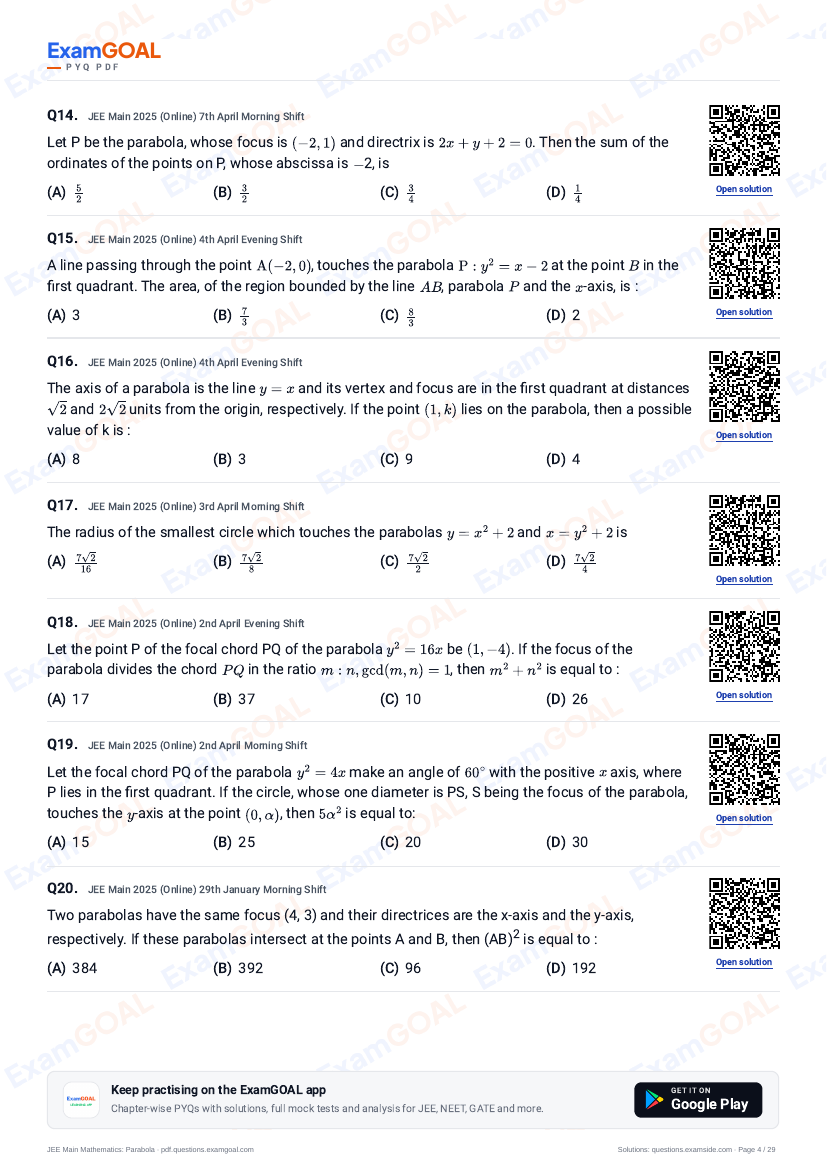 ExamGOAL
PYQ PDF
Q14. JEE Main 2025 (Online) 7th April Morning Shift
Let P be the parabola, whose focus is (−2, 1) and directrix is 2x + y + 2 = 0. Then the sum of the
ordinates of the points on P, whose abscissa is −2, is
(A) 5/2 (B) 3/2 (C) 3/4 (D) 1/4
Open solution
Q15. JEE Main 2025 (Online) 4th April Evening Shift
A line passing through the point A(−2, 0), touches the parabola P : y² = x − 2 at the point B in the
first quadrant. The area, of the region bounded by the line AB, parabola P and the x-axis, is :
(A) 3 (B) 7/3 (C) 8/3 (D) 2
Open solution
Q16. JEE Main 2025 (Online) 4th April Evening Shift
The axis of a parabola is the line y = x and its vertex and focus are in the first quadrant at distances
√2 and 2√2 units from the origin, respectively. If the point (1, k) lies on the parabola, then a possible
value of k is :
(A) 8 (B) 3 (C) 9 (D) 4
Open solution
Q17. JEE Main 2025 (Online) 3rd April Morning Shift
The radius of the smallest circle which touches the parabolas y = x² + 2 and x = y² + 2 is
(A) 7√2/16 (B) 7√2/8 (C) 7√2/2 (D) 7√2/4
Open solution
Q18. JEE Main 2025 (Online) 2nd April Evening Shift
Let the point P of the focal chord PQ of the parabola y² = 16x be (1, −4). If the focus of the
parabola divides the chord PQ in the ratio m : n, gcd(m, n) = 1, then m² + n² is equal to :
(A) 17 (B) 37 (C) 10 (D) 26
Open solution
Q19. JEE Main 2025 (Online) 2nd April Morning Shift
Let the focal chord PQ of the parabola y² = 4x make an angle of 60° with the positive x axis, where
P lies in the first quadrant. If the circle, whose one diameter is PS, S being the focus of the parabola,
touches the y-axis at the point (0, α), then 5α² is equal to:
(A) 15 (B) 25 (C) 20 (D) 30
Open solution
Q20. JEE Main 2025 (Online) 29th January Morning Shift
Two parabolas have the same focus (4, 3) and their directrices are the x-axis and the y-axis,
respectively. If these parabolas intersect at the points A and B, then (AB)² is equal to :
(A) 384 (B) 392 (C) 96 (D) 192
Open solution
Keep practising on the ExamGOAL app
Chapter-wise PYQs with solutions, full mock tests and analysis for JEE, NEET, GATE and more.
GET IT ON
Google Play
JEE Main Mathematics: Parabola · pdf.questions.examgoal.com
Solutions: questions.examside.com · Page 4 / 29